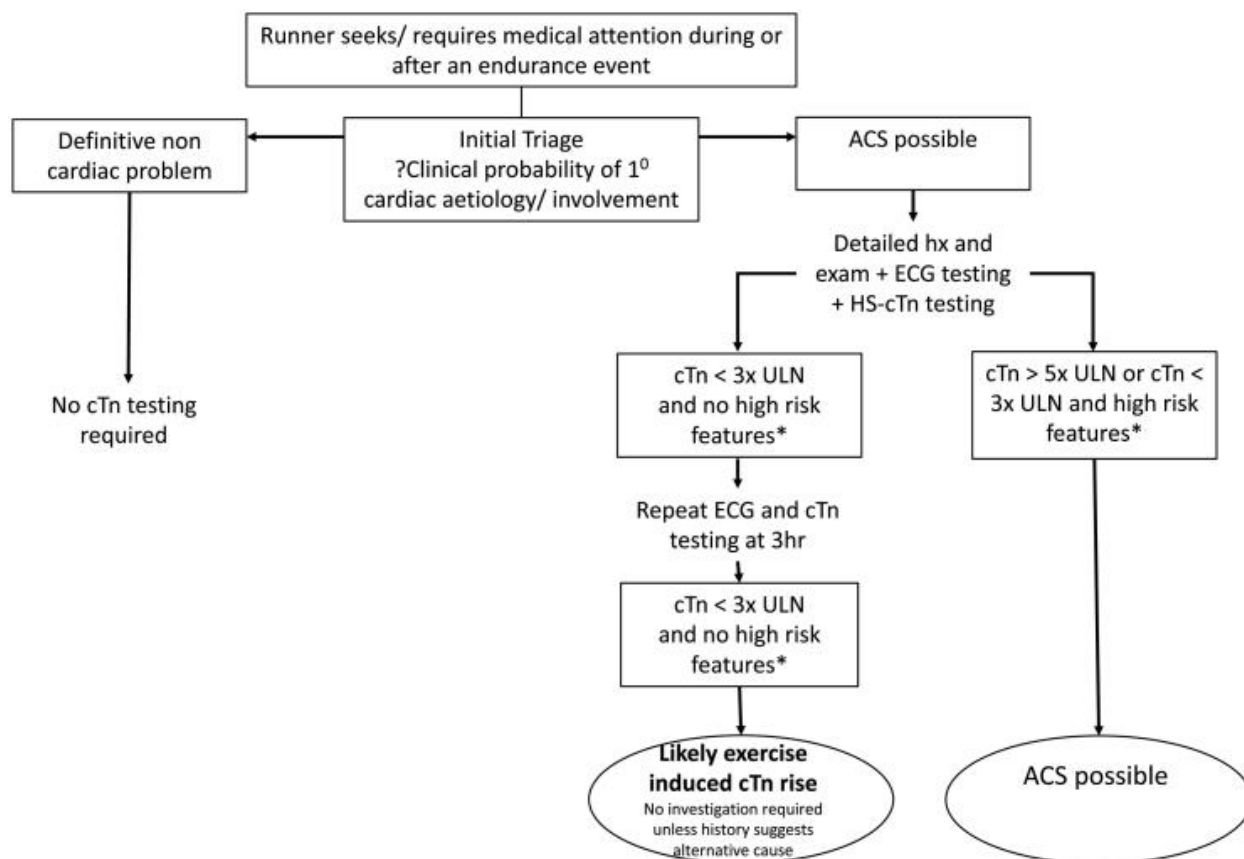 Runner seeks/ requires medical attention during or
after an endurance event
Definitive non
cardiac problem
Initial Triage
?Clinical probability of 1⁰
cardiac aetiology/ involvement
ACS possible
Detailed hx and
exam + ECG testing
+ HS-cTn testing
No cTn testing
required
cTn < 3x ULN
and no high risk
features*
cTn > 5x ULN or cTn <
3x ULN and high risk
features*
Repeat ECG and cTn
testing at 3hr
cTn < 3x ULN
and no high risk
features*
Likely exercise
induced cTn rise
No investigation required
unless history suggests
alternative cause
ACS possible